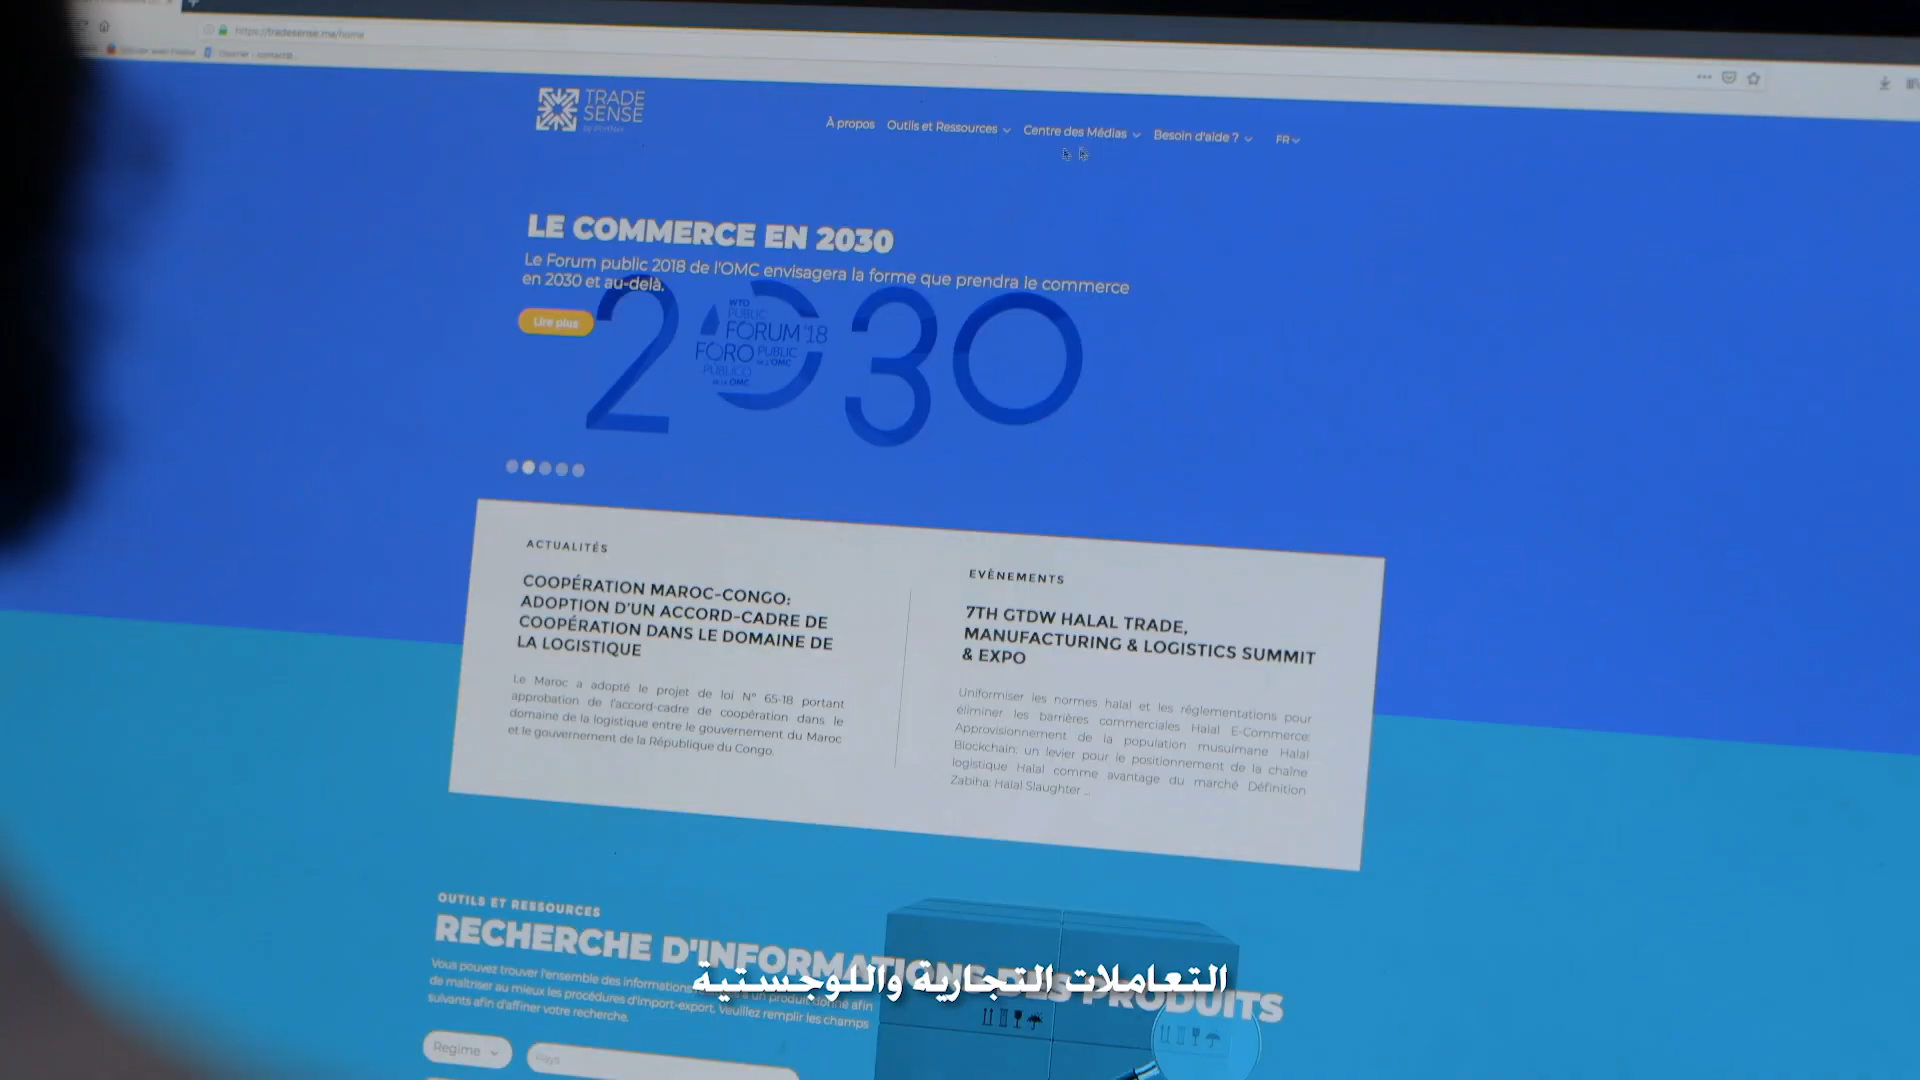 https://tradesense.ma/home
TRADE
SENSE
À propos
Outils et Ressources
Centre des Médias
Besoin d'aide ?
FR
LE COMMERCE EN 2030
Le Forum public 2018 de l'OMC envisagera la forme que prendra le commerce
en 2030 et au-delà.
Lire plus
2030
WTO
PUBLIC
FORUM '18
FORO PUBLIC
DE L'OMC
PÚBLICO
DE LA OMC
ACTUALITÉS
COOPÉRATION MAROC-CONGO:
ADOPTION D'UN ACCORD-CADRE DE
COOPÉRATION DANS LE DOMAINE DE
LA LOGISTIQUE
Le Maroc a adopté le projet de loi N° 65-18 portant
approbation de l'accord-cadre de coopération dans le
domaine de la logistique entre le gouvernement du Maroc
et le gouvernement de la République du Congo.
EVÈNEMENTS
7TH GTDW HALAL TRADE,
MANUFACTURING & LOGISTICS SUMMIT
& EXPO
Uniformiser les normes halal et les réglementations pour
éliminer les barrières commerciales Halal E-Commerce:
Approvisionnement de la population musulmane Halal
Blockchain: un levier pour le positionnement de la chaîne
logistique Halal comme avantage du marché Définition
Zabiha: Halal Slaughter ...
OUTILS ET RESSOURCES
RECHERCHE D'INFORMATIONS DES PRODUITS
Vous pouvez trouver l'ensemble des informations un produit donné afin
de maîtriser au mieux les procédures d'import-export. Veuillez remplir les champs
suivants afin d'affiner votre recherche.
Regime
Pays
التعاملات التجارية واللوجستية